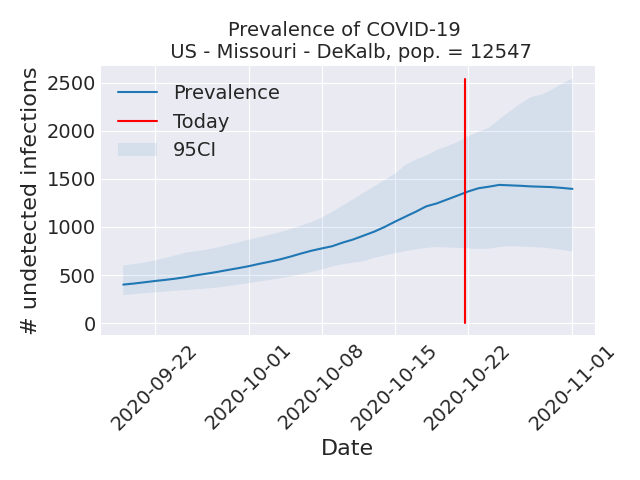 Prevalence of COVID-19
US - Missouri - DeKalb, pop. = 12547
# undetected infections
2500
2000
1500
1000
500
0
Prevalence
Today
95CI
2020-09-22
2020-10-01
2020-10-08
2020-10-15
2020-10-22
2020-11-01
Date